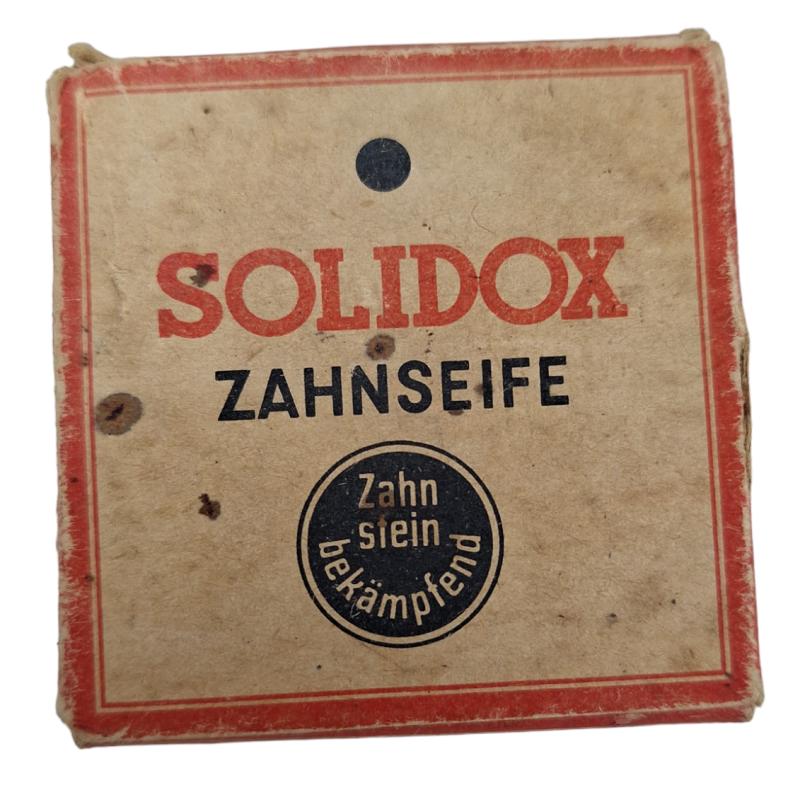 SOLIDOX
ZAHNSEIFE
Zahn
stein
bekämpfend